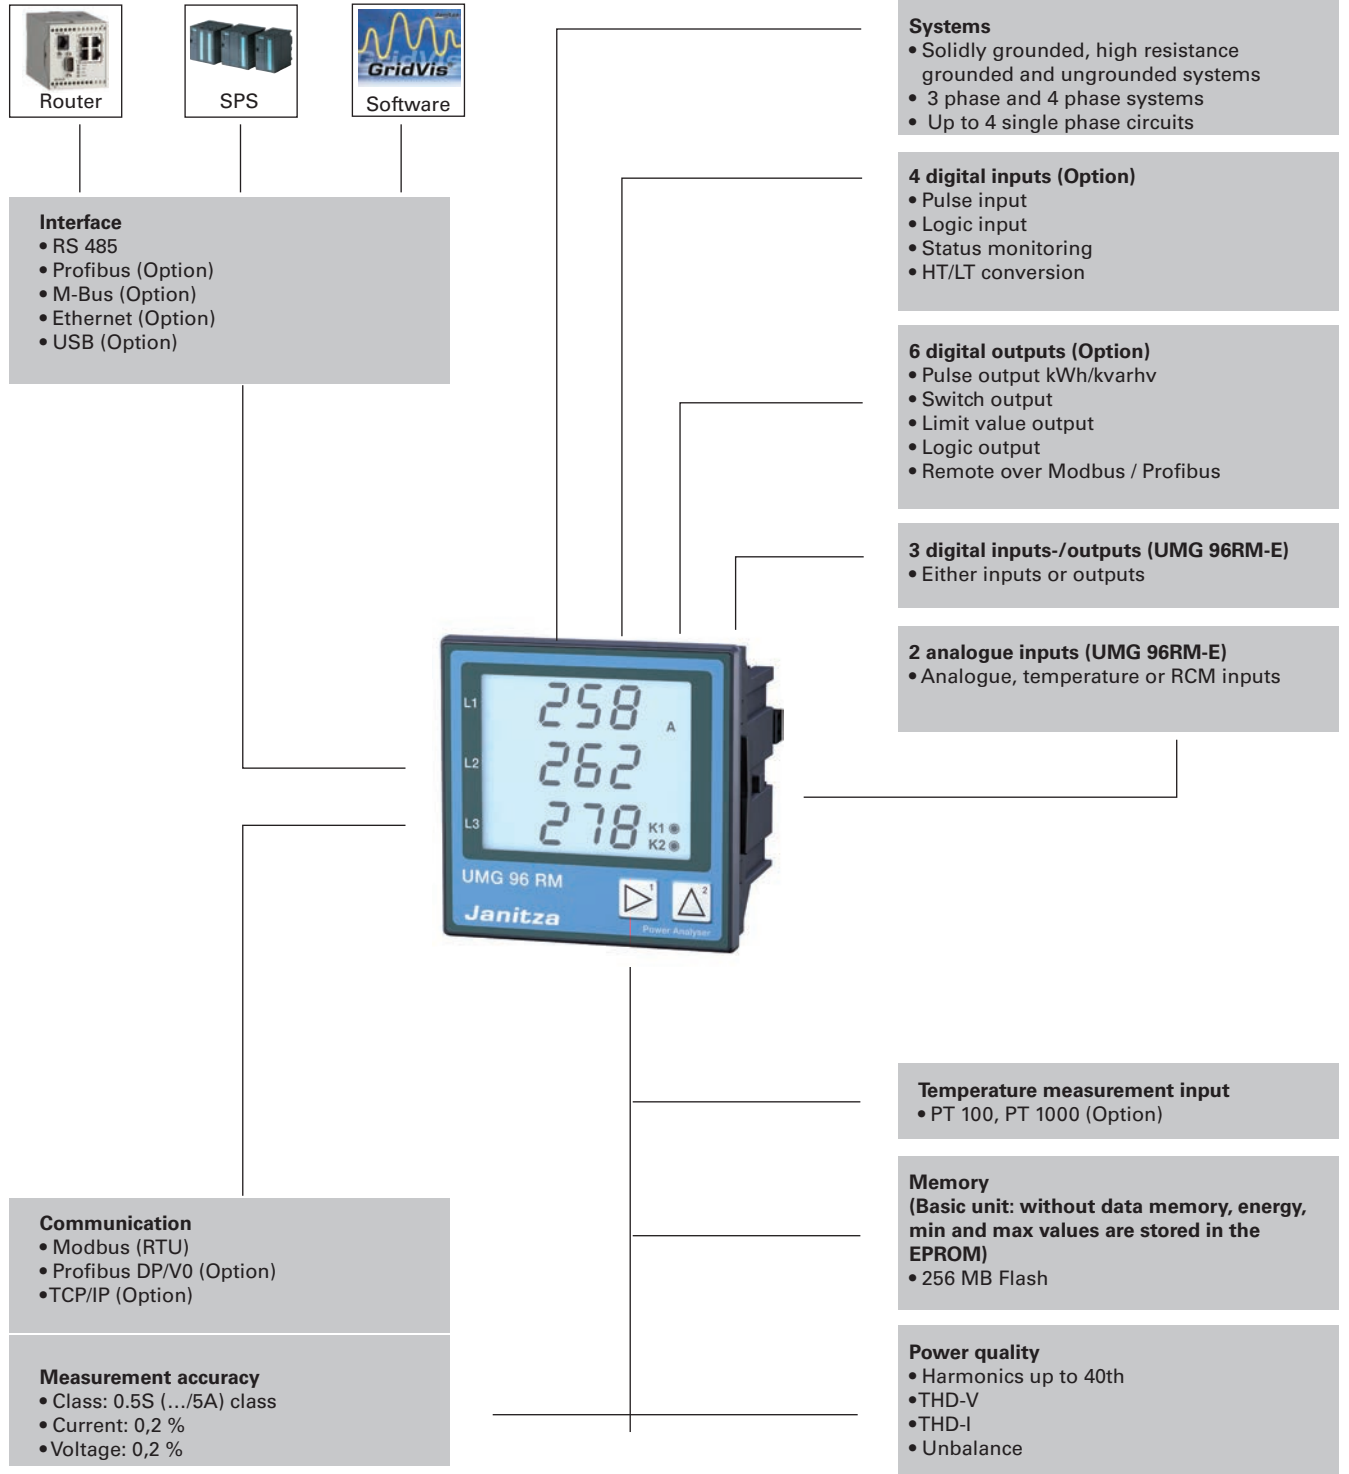 Router
SPS
GridVis
Software
Interface
• RS 485
• Profibus (Option)
• M-Bus (Option)
• Ethernet (Option)
• USB (Option)
Systems
• Solidly grounded, high resistance
grounded and ungrounded systems
• 3 phase and 4 phase systems
• Up to 4 single phase circuits
4 digital inputs (Option)
• Pulse input
• Logic input
• Status monitoring
• HT/LT conversion
6 digital outputs (Option)
• Pulse output kWh/kvarhv
• Switch output
• Limit value output
• Logic output
• Remote over Modbus / Profibus
3 digital inputs-/outputs (UMG 96RM-E)
• Either inputs or outputs
2 analogue inputs (UMG 96RM-E)
• Analogue, temperature or RCM inputs
L1 258 A
L2 262
L3 278 K1
K2
UMG 96 RM
1 2
Janitza
Power Analyser
Temperature measurement input
• PT 100, PT 1000 (Option)
Memory
(Basic unit: without data memory, energy,
min and max values are stored in the
EPROM)
• 256 MB Flash
Power quality
• Harmonics up to 40th
•THD-V
•THD-I
• Unbalance
Communication
• Modbus (RTU)
• Profibus DP/V0 (Option)
•TCP/IP (Option)
Measurement accuracy
• Class: 0.5S (…/5A) class
• Current: 0,2 %
• Voltage: 0,2 %